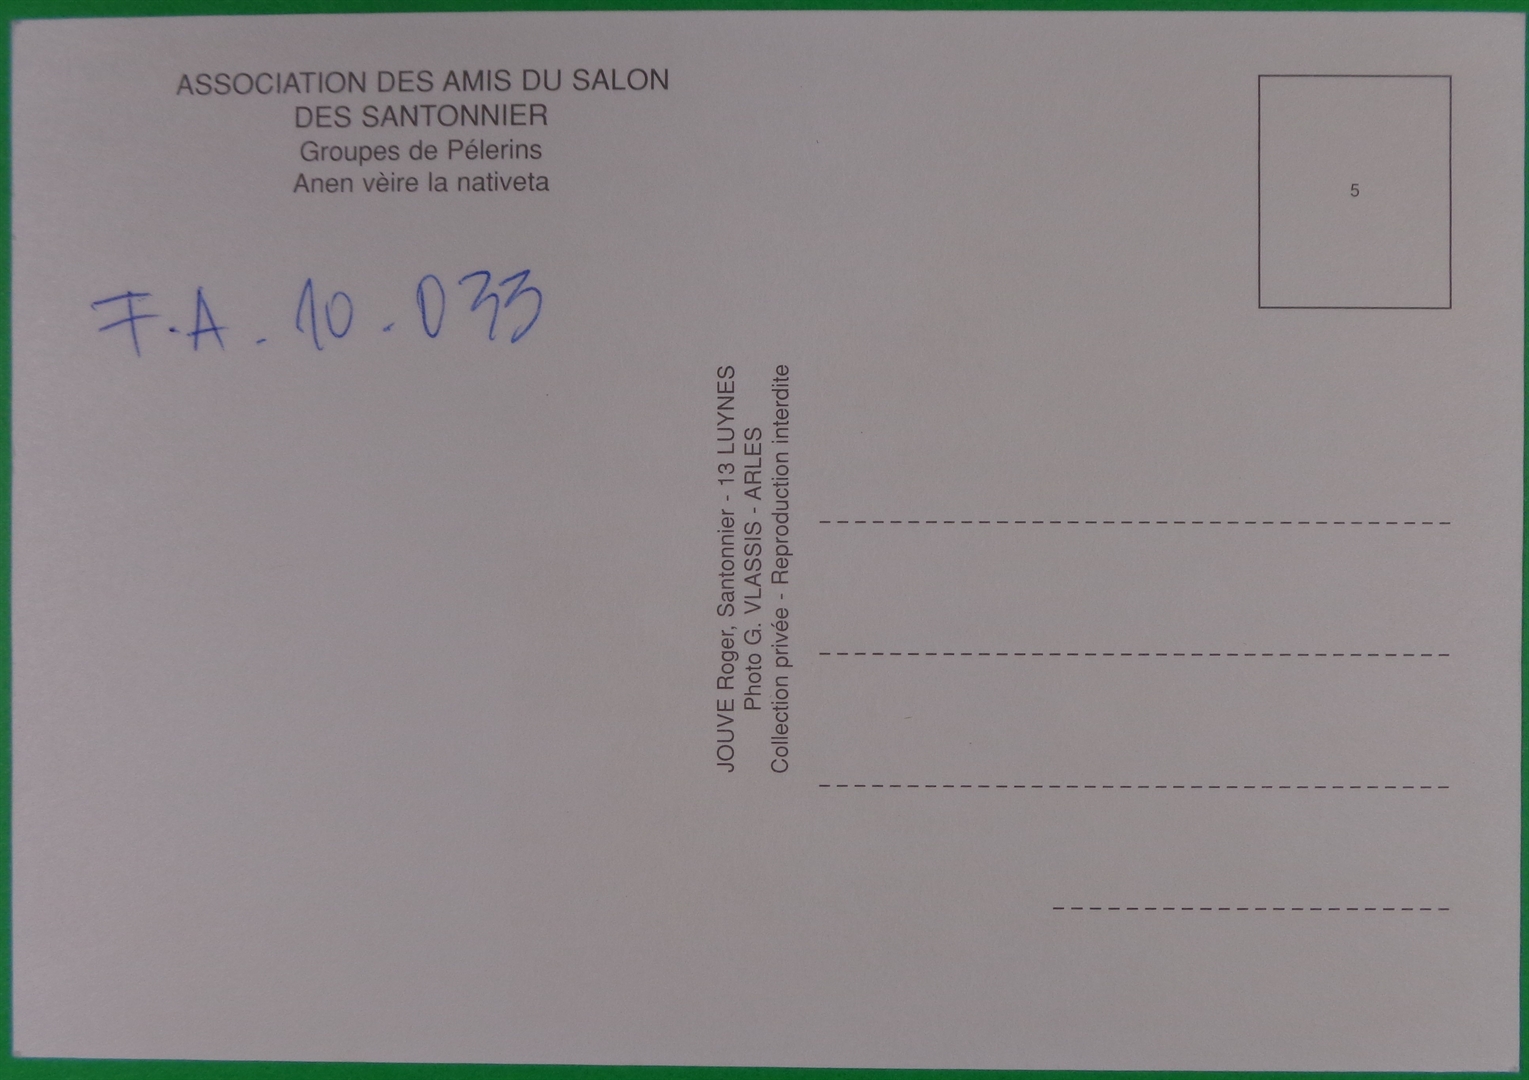 ASSOCIATION DES AMIS DU SALON
DES SANTONNIER
Groupes de Pélerins
Anen vèire la nativeta
F.A. 10.033
5
JOUVE Roger, Santonnier - 13 LUYNES
Photo G. VLASSIS - ARLES
Collection privée - Reproduction interdite